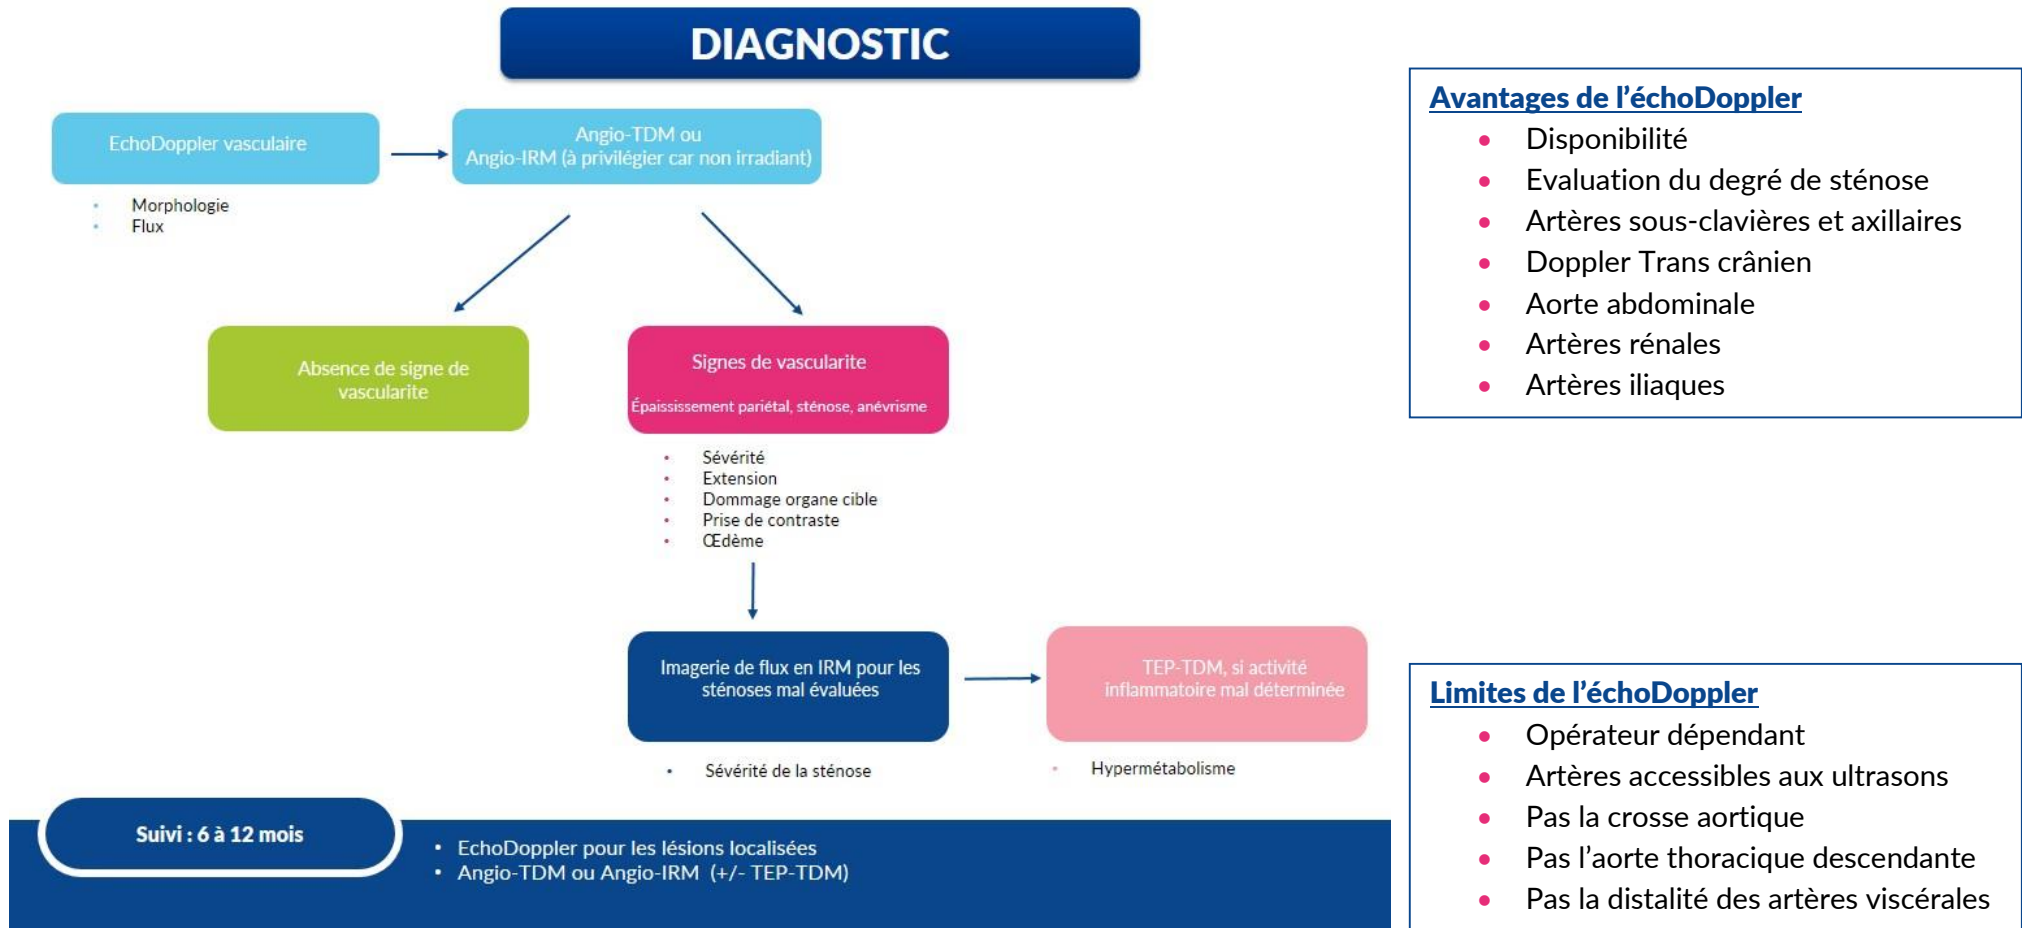 DIAGNOSTIC
EchoDoppler vasculaire
Angio-TDM ou
Angio-IRM (à privilégier car non irradiant)
• Morphologie
• Flux
Absence de signe de
vascularite
Signes de vascularite
Épaississement pariétal, sténose, anévrisme
• Sévérité
• Extension
• Dommage organe cible
• Prise de contraste
• Œdème
Imagerie de flux en IRM pour les
sténoses mal évaluées
TEP-TDM, si activité
inflammatoire mal déterminée
• Sévérité de la sténose
• Hypermétabolisme
Suivi : 6 à 12 mois
• EchoDoppler pour les lésions localisées
• Angio-TDM ou Angio-IRM (+/- TEP-TDM)
Avantages de l’échoDoppler
• Disponibilité
• Evaluation du degré de sténose
• Artères sous-clavières et axillaires
• Doppler Trans crânien
• Aorte abdominale
• Artères rénales
• Artères iliaques
Limites de l’échoDoppler
• Opérateur dépendant
• Artères accessibles aux ultrasons
• Pas la crosse aortique
• Pas l’aorte thoracique descendante
• Pas la distalité des artères viscérales